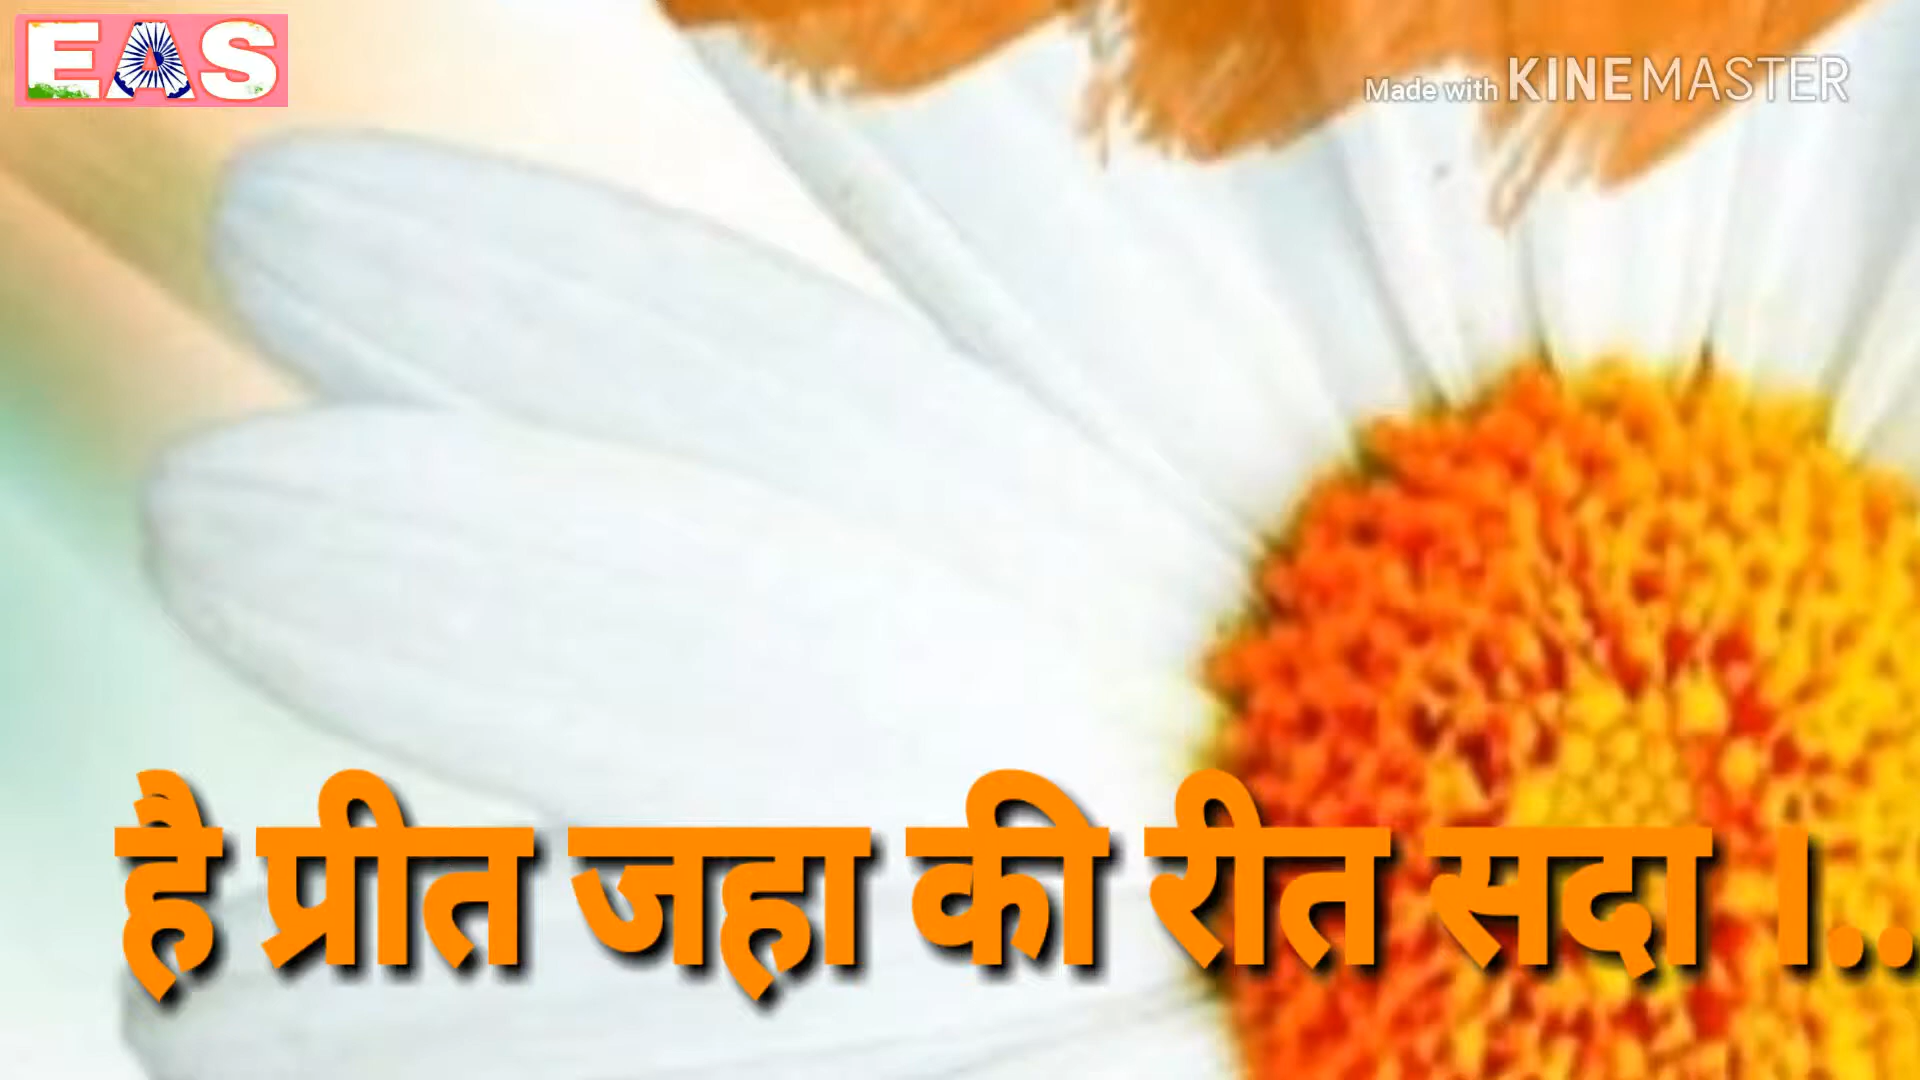 EAS
Made with KINEMASTER
है प्रीत जहा की रीत सदा ।..